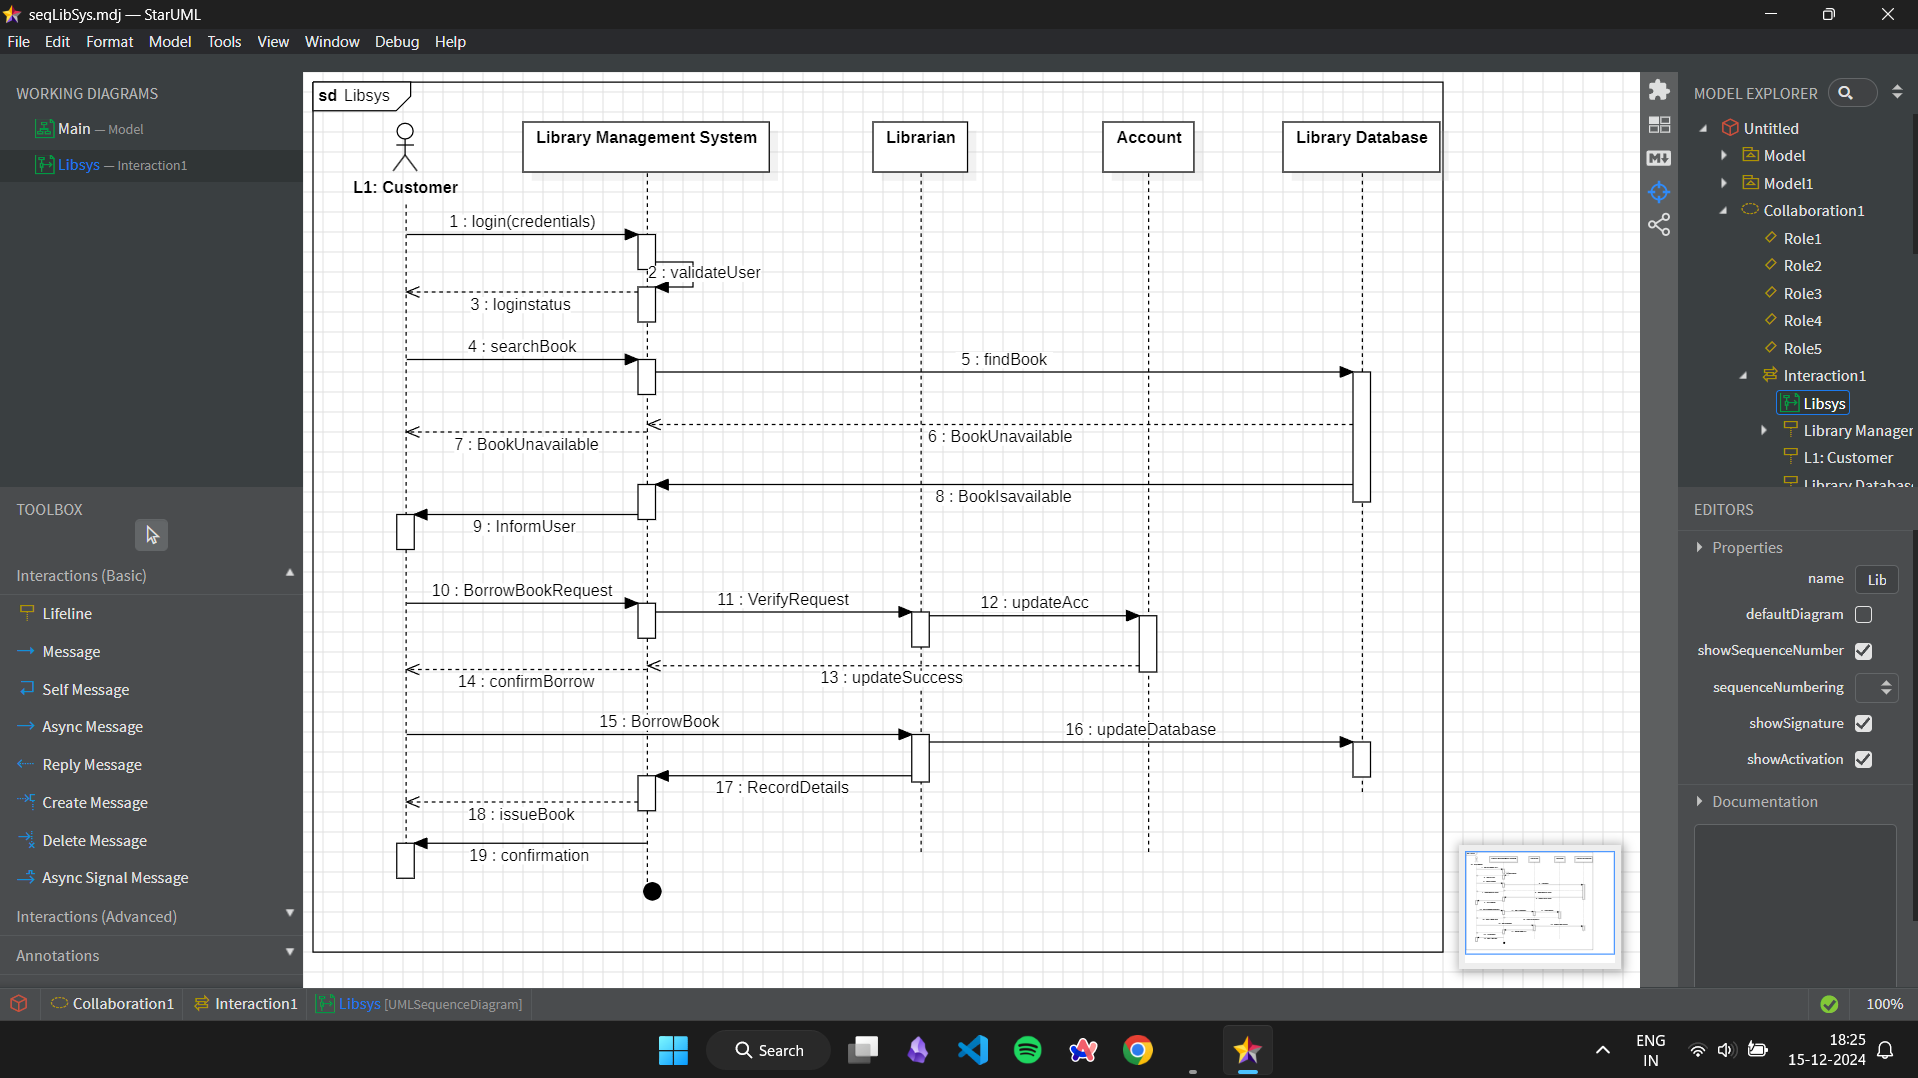 seqLibSys.mdj — StarUML
File Edit Format Model Tools View Window Debug Help
WORKING DIAGRAMS
Main — Model
Libsys — Interaction1
TOOLBOX
Interactions (Basic)
Lifeline
Message
Self Message
Async Message
Reply Message
Create Message
Delete Message
Async Signal Message
Interactions (Advanced)
Annotations
sd Libsys
L1: Customer
Library Management System
Librarian
Account
Library Database
1 : login(credentials)
2 : validateUser
3 : loginstatus
4 : searchBook
5 : findBook
6 : BookUnavailable
7 : BookUnavailable
8 : BookIsavailable
9 : InformUser
10 : BorrowBookRequest
11 : VerifyRequest
12 : updateAcc
13 : updateSuccess
14 : confirmBorrow
15 : BorrowBook
16 : updateDatabase
17 : RecordDetails
18 : issueBook
19 : confirmation
M↓
MODEL EXPLORER
Untitled
Model
Model1
Collaboration1
Role1
Role2
Role3
Role4
Role5
Interaction1
Libsys
Library Manager
L1: Customer
Library Databas
EDITORS
Properties
name Lib
defaultDiagram
showSequenceNumber
sequenceNumbering
showSignature
showActivation
Documentation
Collaboration1 Interaction1 Libsys [UMLSequenceDiagram] 100%
Search
ENG
IN
18:25
15-12-2024